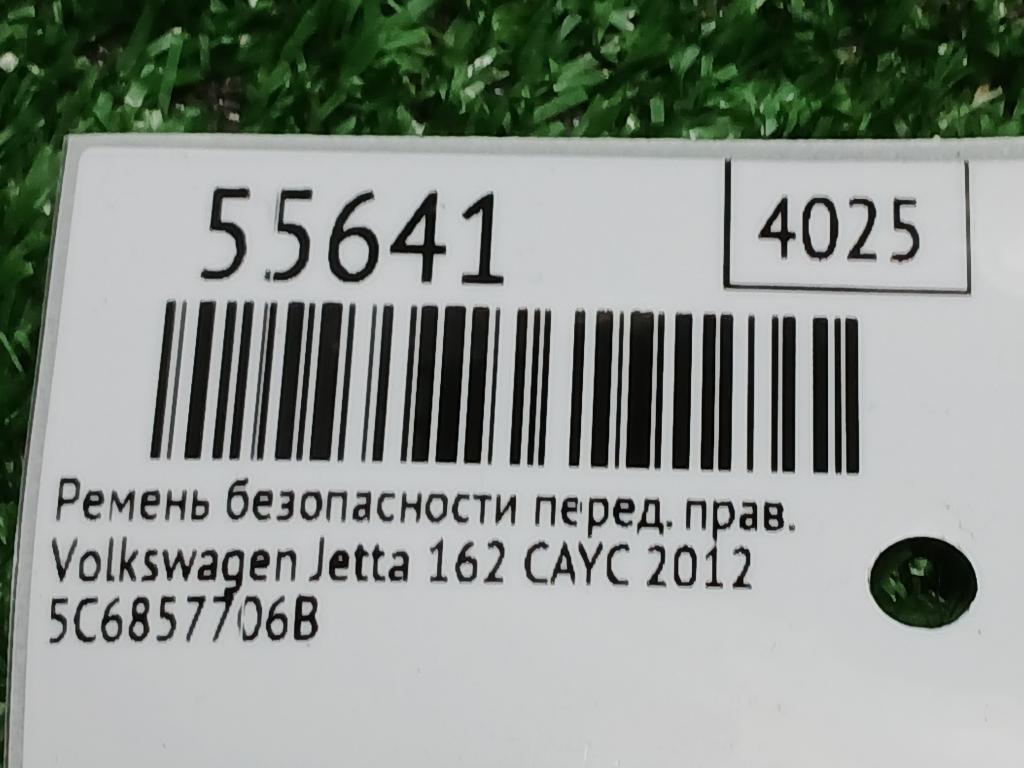 55641
4025
Ремень безопасности перед. прав.
Volkswagen Jetta 162 CAYC 2012
5C6857706B